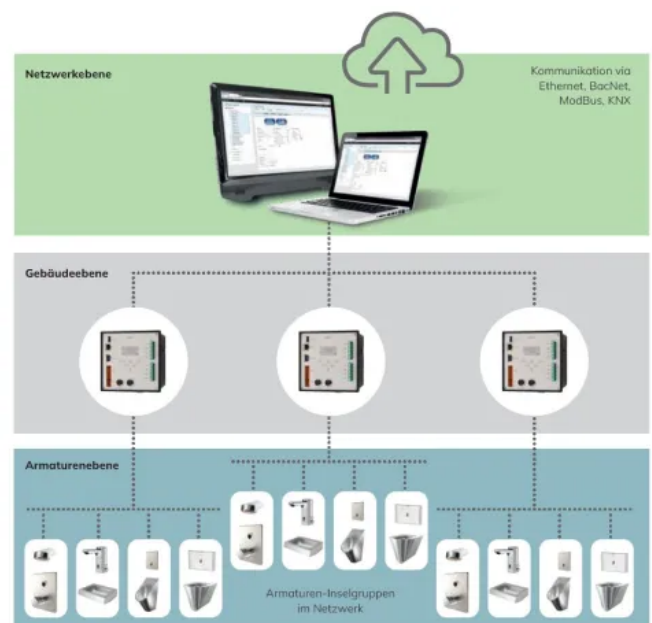 Netzwerkebene
Kommunikation via
Ethernet, BacNet,
ModBus, KNX
Gebäudeebene
Armaturenebene
Armaturen-Inselgruppen
im Netzwerk